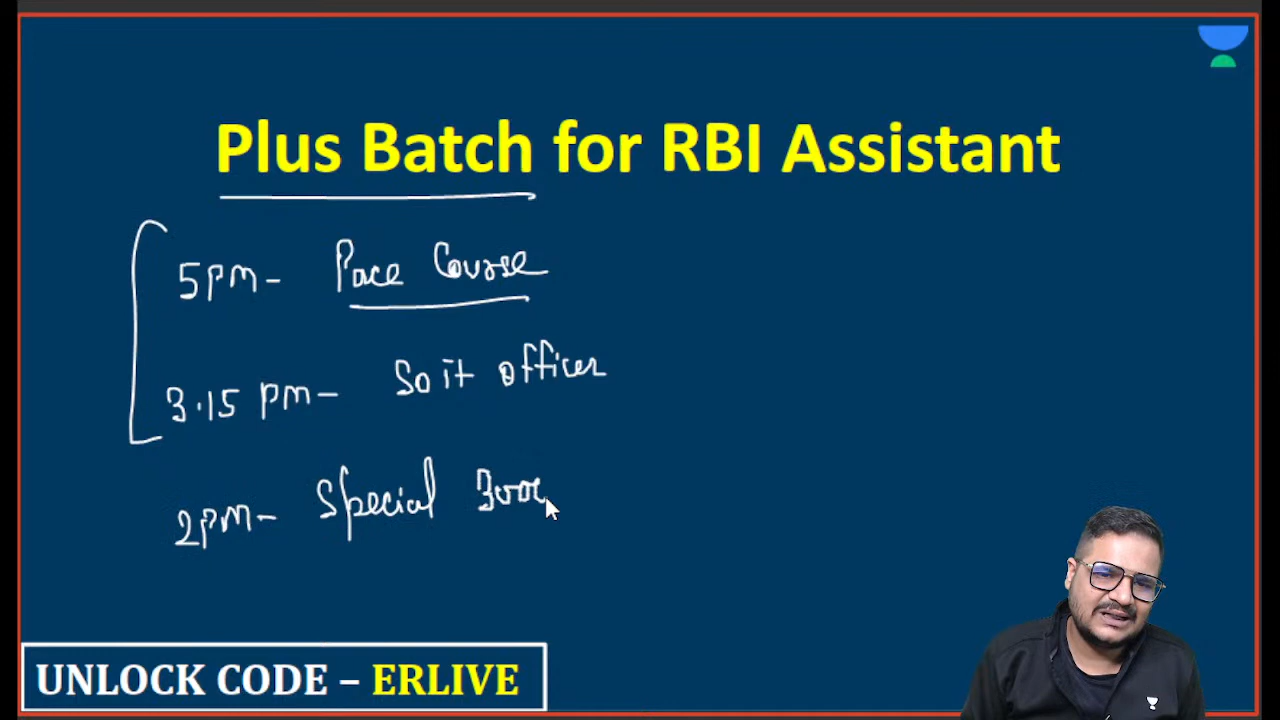 Plus Batch for RBI Assistant
5pm- Pace Course
3.15 pm- So it officer
2pm- Special
UNLOCK CODE – ERLIVE